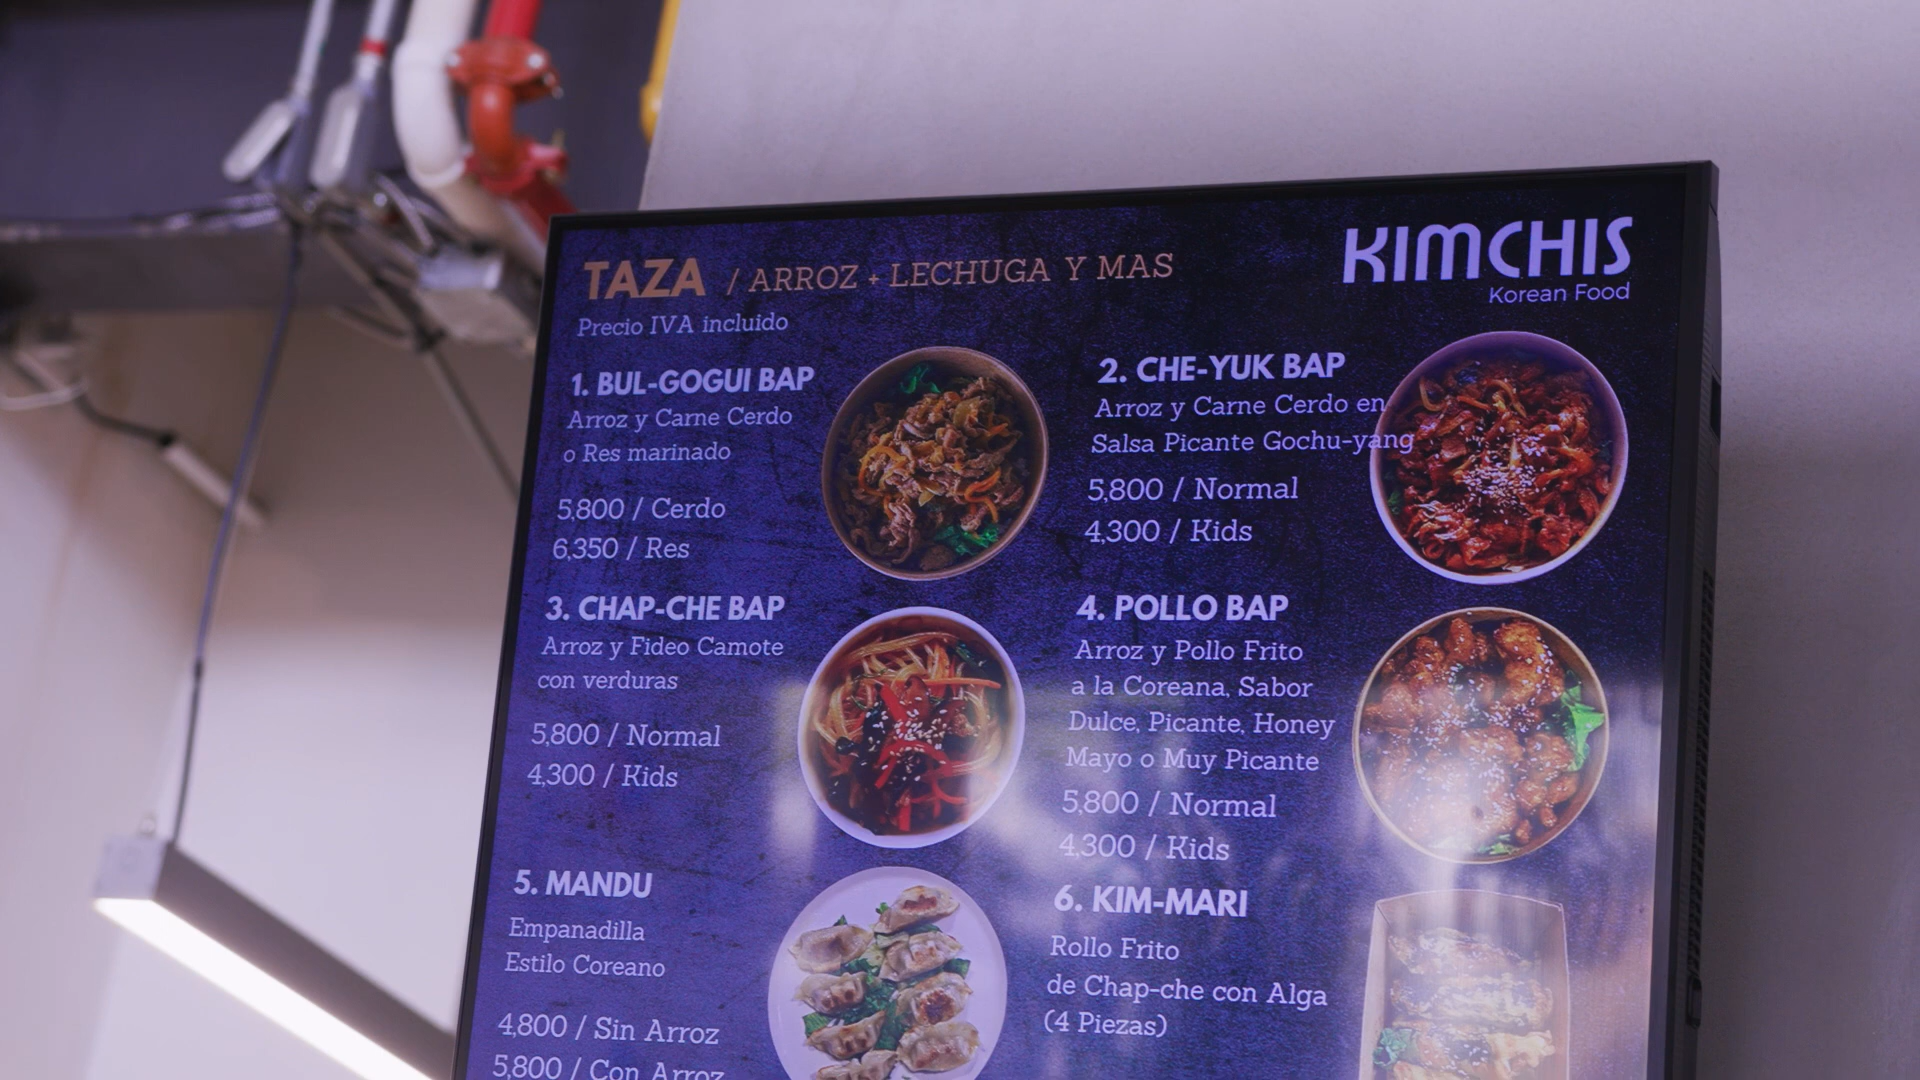 KIMCHIS
Korean Food
TAZA / ARROZ + LECHUGA Y MAS
Precio IVA incluido
1. BUL-GOGUI BAP
Arroz y Carne Cerdo
o Res marinado
5,800 / Cerdo
6,350 / Res
2. CHE-YUK BAP
Arroz y Carne Cerdo en
Salsa Picante Gochu-yang
5,800 / Normal
4,300 / Kids
3. CHAP-CHE BAP
Arroz y Fideo Camote
con verduras
5,800 / Normal
4,300 / Kids
4. POLLO BAP
Arroz y Pollo Frito
a la Coreana, Sabor
Dulce, Picante, Honey
Mayo o Muy Picante
5,800 / Normal
4,300 / Kids
5. MANDU
Empanadilla
Estilo Coreano
4,800 / Sin Arroz
5,800 / Con Arroz
6. KIM-MARI
Rollo Frito
de Chap-che con Alga
(4 Piezas)